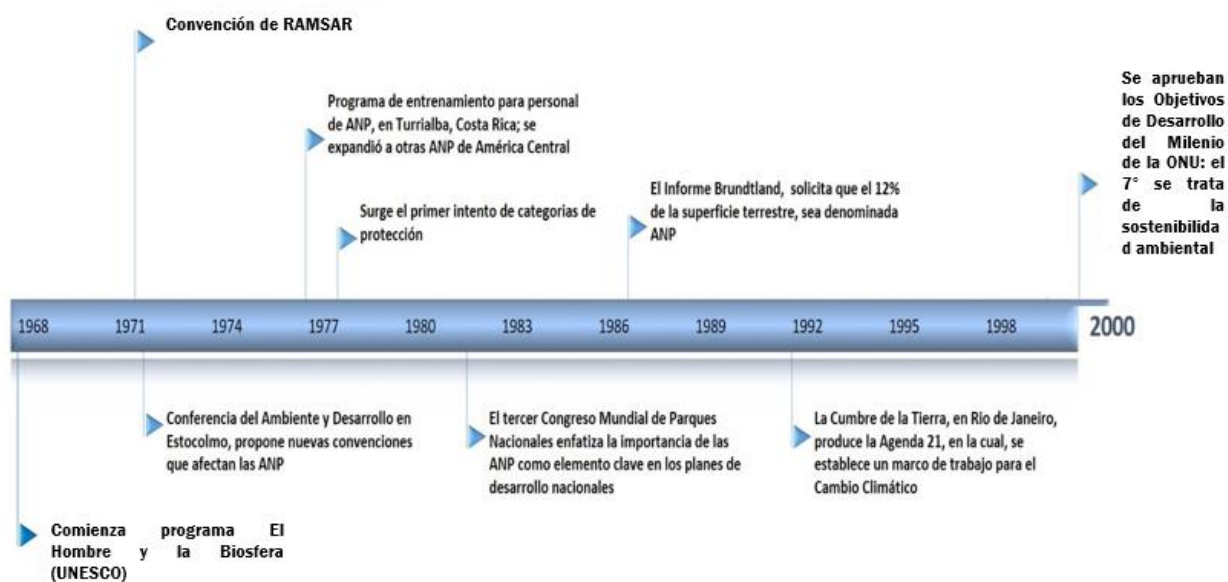 Convención de RAMSAR
Programa de entrenamiento para personal
de ANP, en Turrialba, Costa Rica; se
expandió a otras ANP de América Central
Surge el primer intento de categorias de
protección
El Informe Brundtland, solicita que el 12%
de la superficie terrestre, sea denominada
ANP
Se aprueban
los Objetivos
de Desarrollo
del Milenio
de la ONU: el
7° se trata
de la
sostenibilida
d ambiental
1968 1971 1974 1977 1980 1983 1986 1989 1992 1995 1998 2000
Conferencia del Ambiente y Desarrollo en
Estocolmo, propone nuevas convenciones
que afectan las ANP
El tercer Congreso Mundial de Parques
Nacionales enfatiza la importancia de las
ANP como elemento clave en los planes de
desarrollo nacionales
La Cumbre de la Tierra, en Rio de Janeiro,
produce la Agenda 21, en la cual, se
establece un marco de trabajo para el
Cambio Climático
Comienza programa El
Hombre y la Biosfera
(UNESCO)